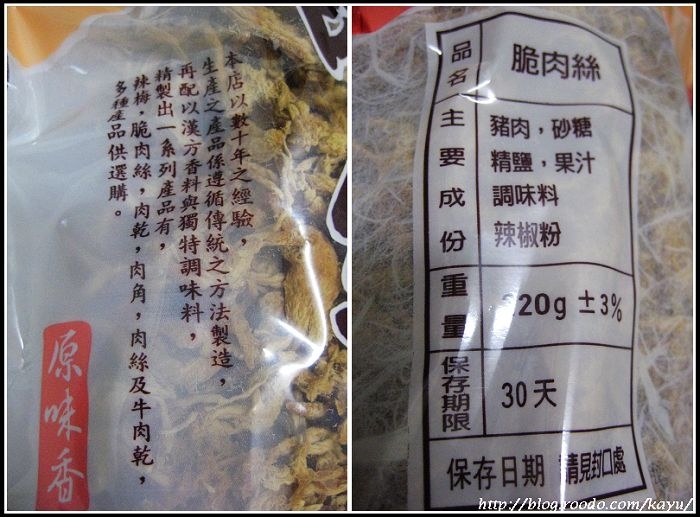 本店以數十年之經驗，
生產之產品係遵循傳統之方法製造，
再配以漢方香料與獨特調味料，
精製出一系列產品有，
辣梅，脆肉絲，肉乾，肉角，肉絲及牛肉乾，
多種產品供選購。
原味香
品名 脆肉絲
主要成份 豬肉，砂糖
精鹽，果汁
調味料
辣椒粉
重量 220g ±3%
保存期限 30天
保存日期 請見封口處
http://blog.roodo.com/kayu/